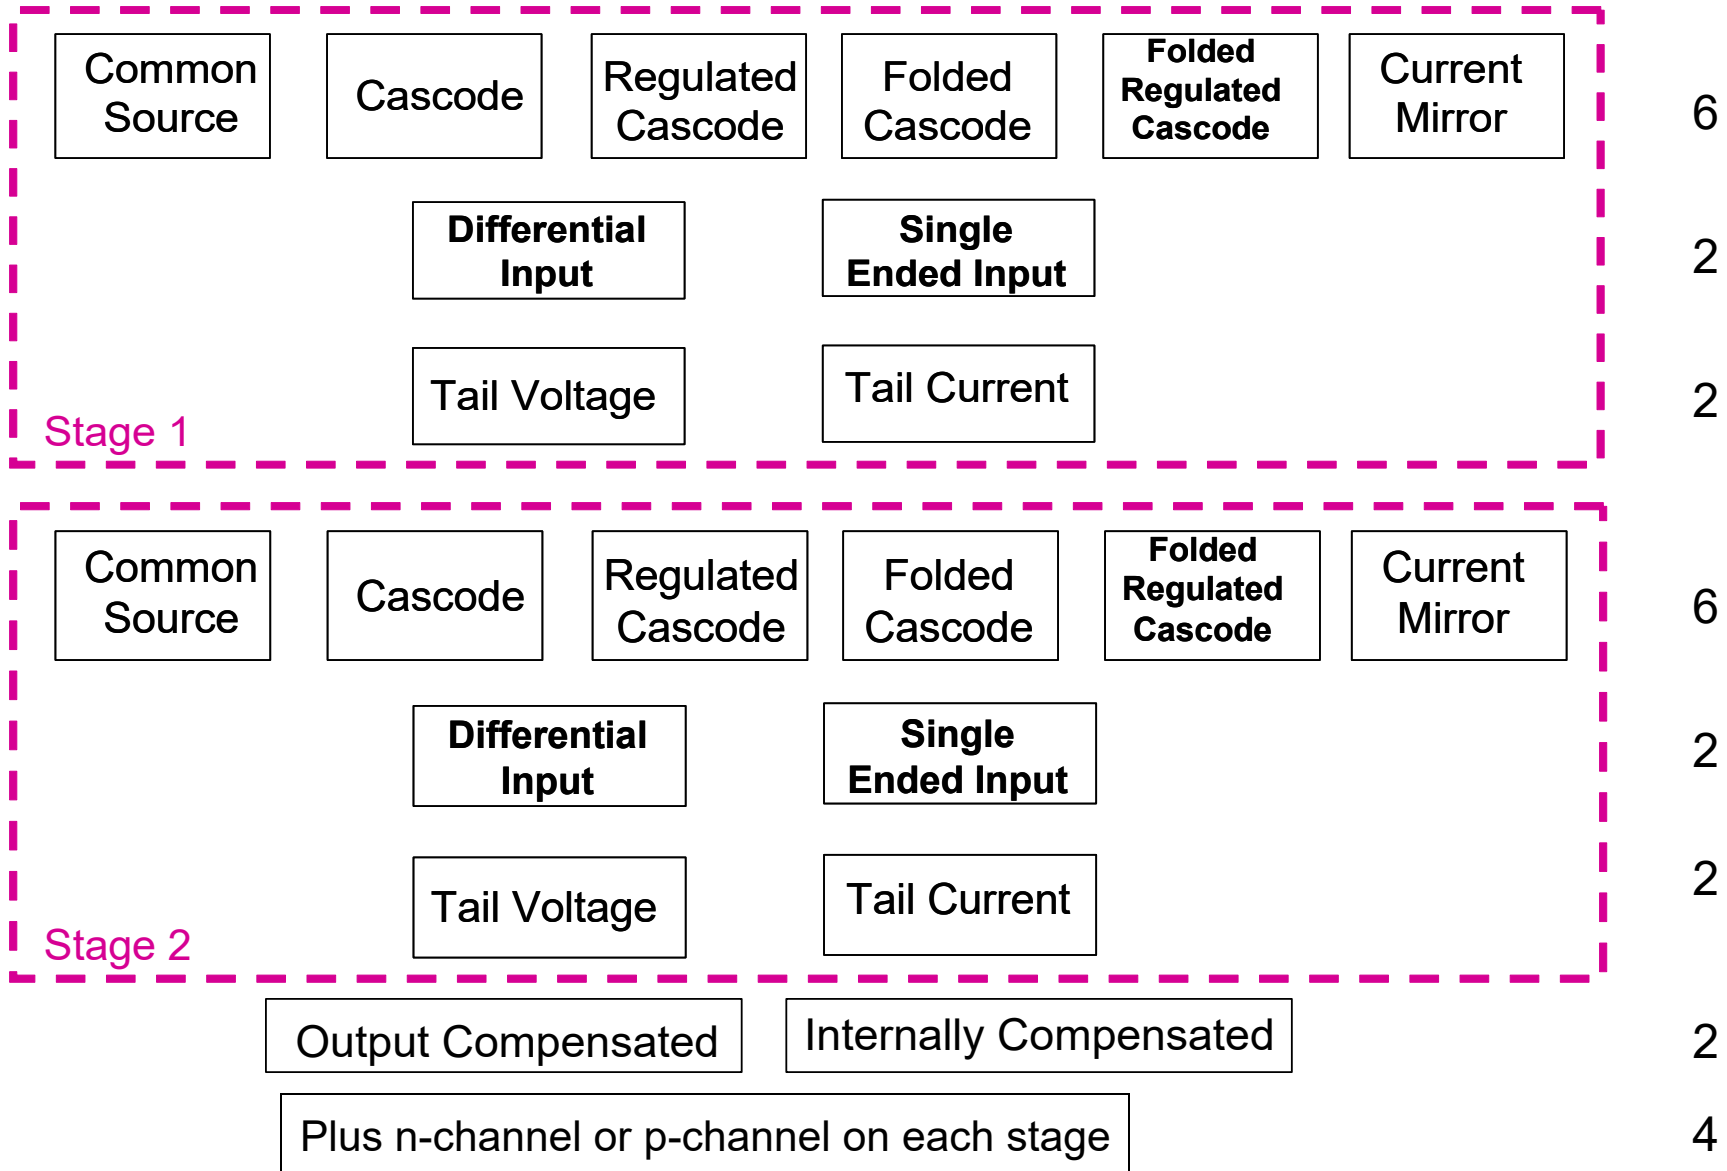 Common
Source
Cascode
Regulated
Cascode
Folded
Cascode
Folded
Regulated
Cascode
Current
Mirror
6
Differential
Input
Single
Ended Input
2
Tail Voltage
Tail Current
2
Stage 1
Common
Source
Cascode
Regulated
Cascode
Folded
Cascode
Folded
Regulated
Cascode
Current
Mirror
6
Differential
Input
Single
Ended Input
2
Tail Voltage
Tail Current
2
Stage 2
Output Compensated
Internally Compensated
2
Plus n-channel or p-channel on each stage
4